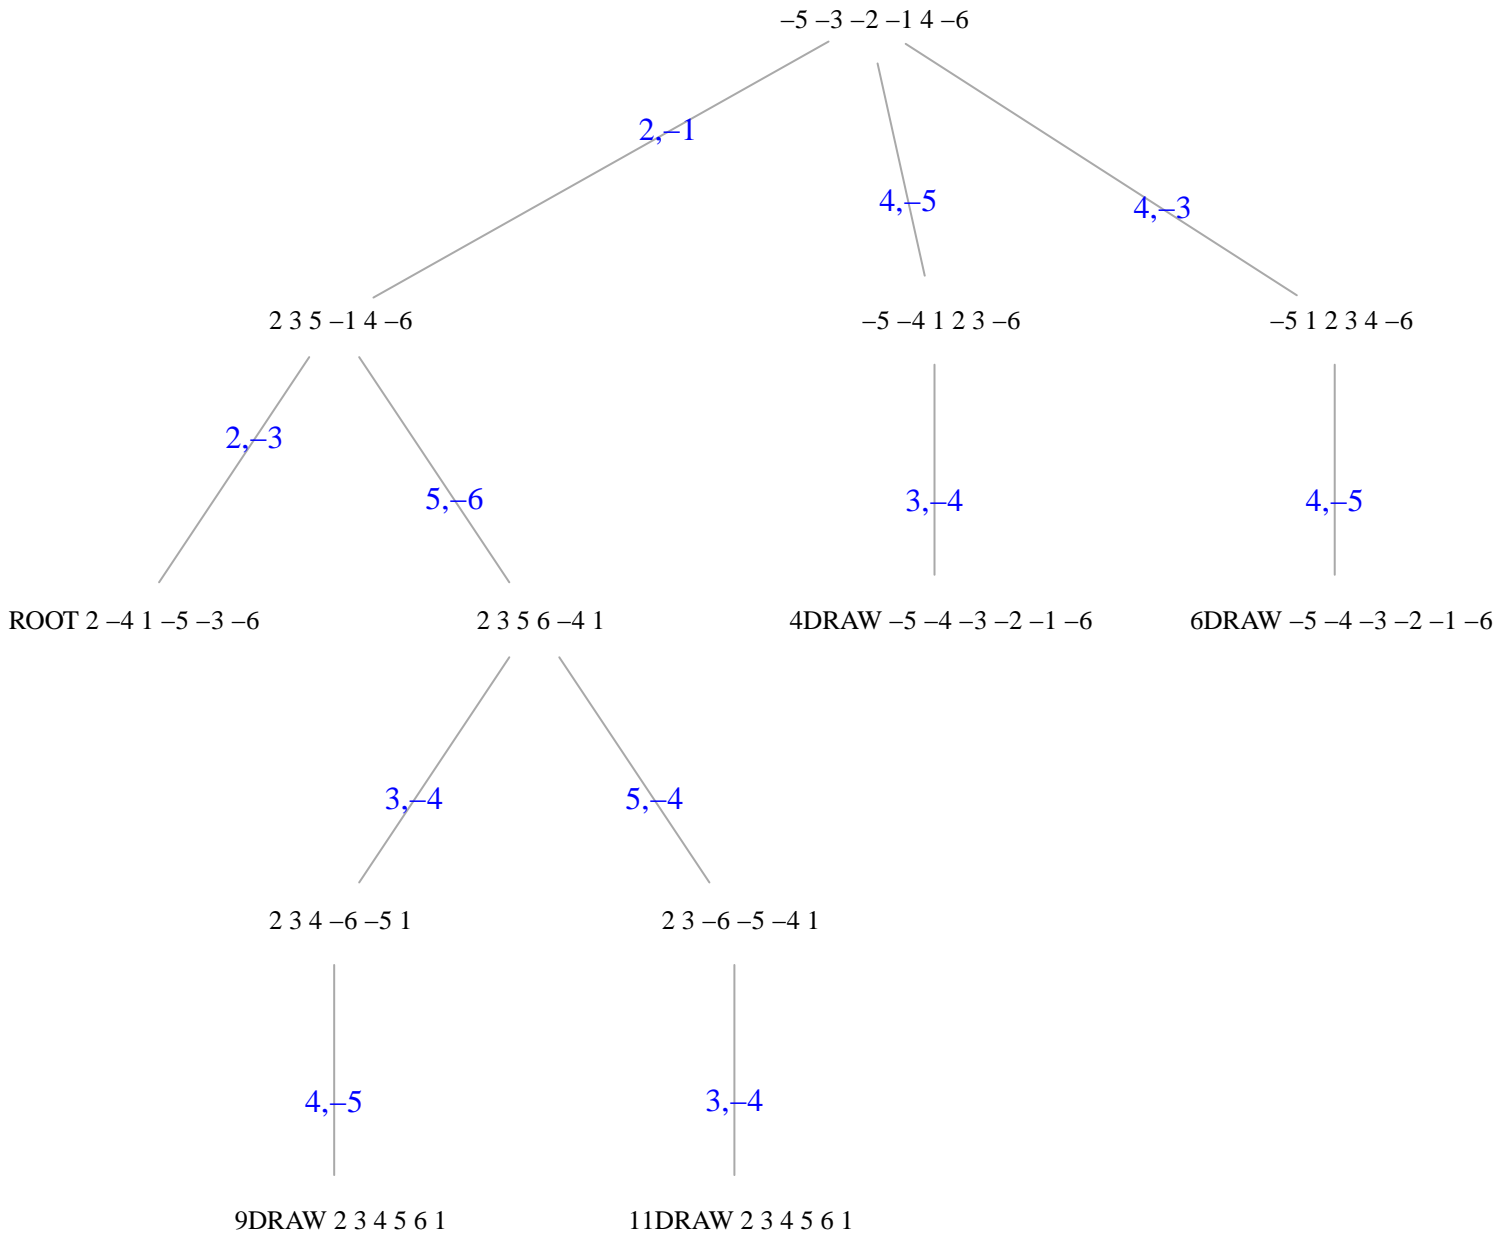 –5 –3 –2 –1 4 –6
2,–1
4,–5
4,–3
2 3 5 –1 4 –6
–5 –4 1 2 3 –6
–5 1 2 3 4 –6
2,–3
5,–6
3,–4
4,–5
ROOT 2 –4 1 –5 –3 –6
2 3 5 6 –4 1
4DRAW –5 –4 –3 –2 –1 –6
6DRAW –5 –4 –3 –2 –1 –6
3,–4
5,–4
2 3 4 –6 –5 1
2 3 –6 –5 –4 1
4,–5
3,–4
9DRAW 2 3 4 5 6 1
11DRAW 2 3 4 5 6 1